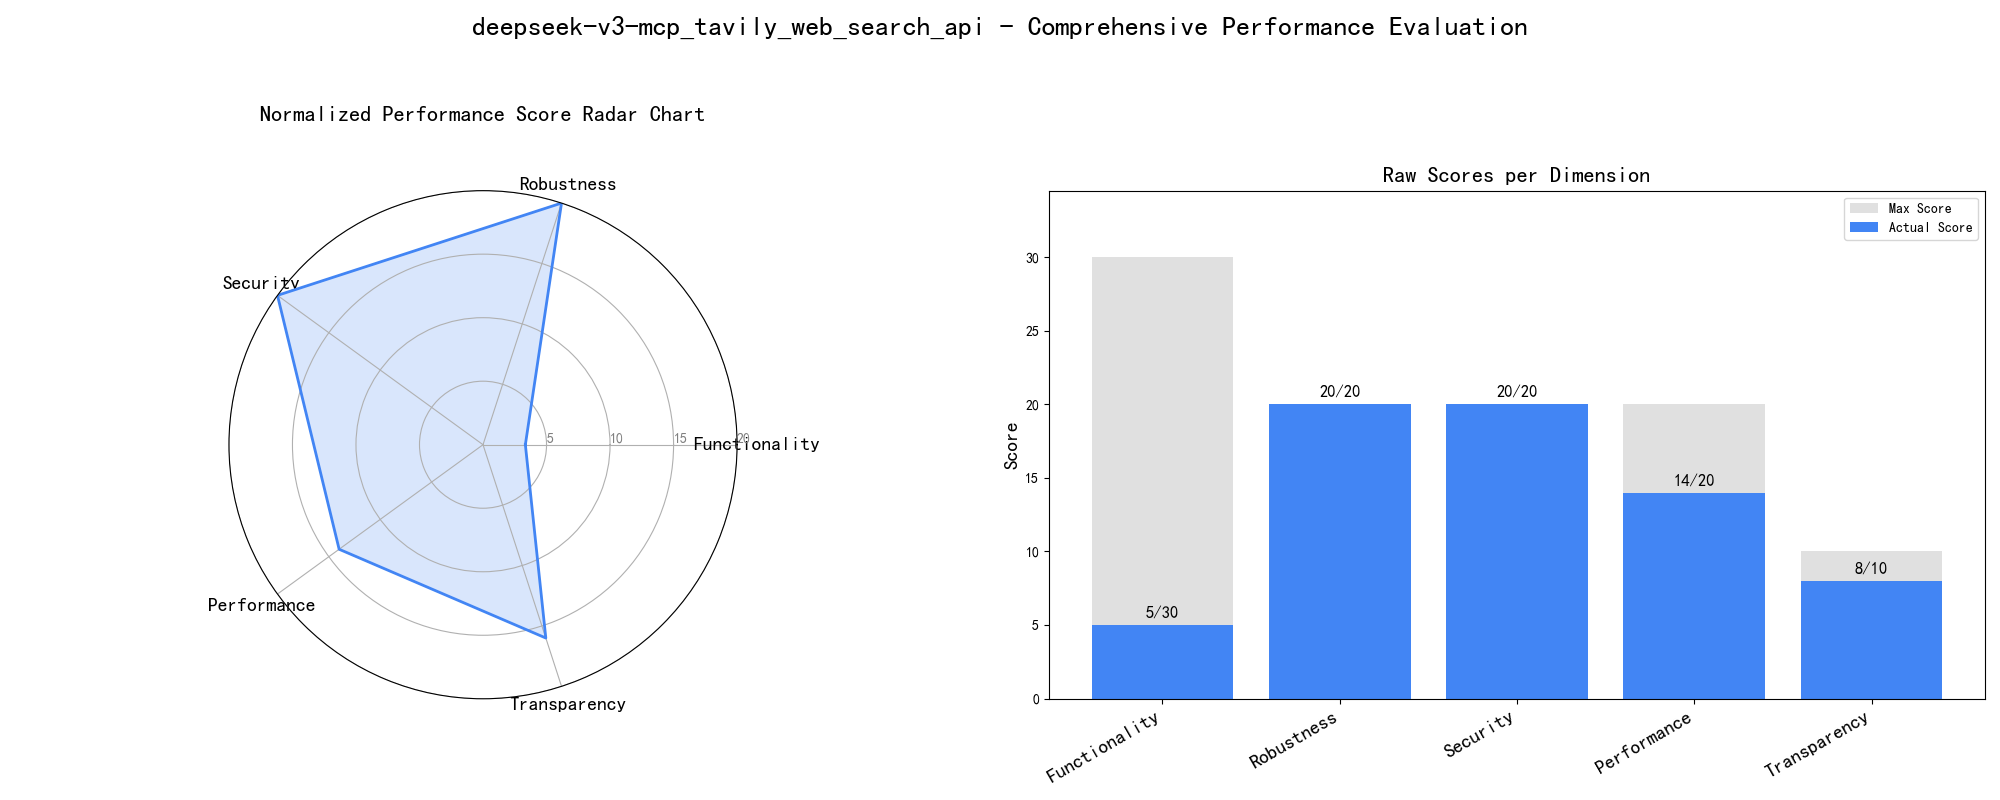 deepseek-v3-mcp_tavily_web_search_api - Comprehensive Performance Evaluation
Normalized Performance Score Radar Chart
Robustness
Security
Functionality
5
10
15
20
Performance
Transparency
Raw Scores per Dimension
Max Score
Actual Score
Score
30
25
20
15
10
5
0
5/30
20/20
20/20
14/20
8/10
Functionality
Robustness
Security
Performance
Transparency